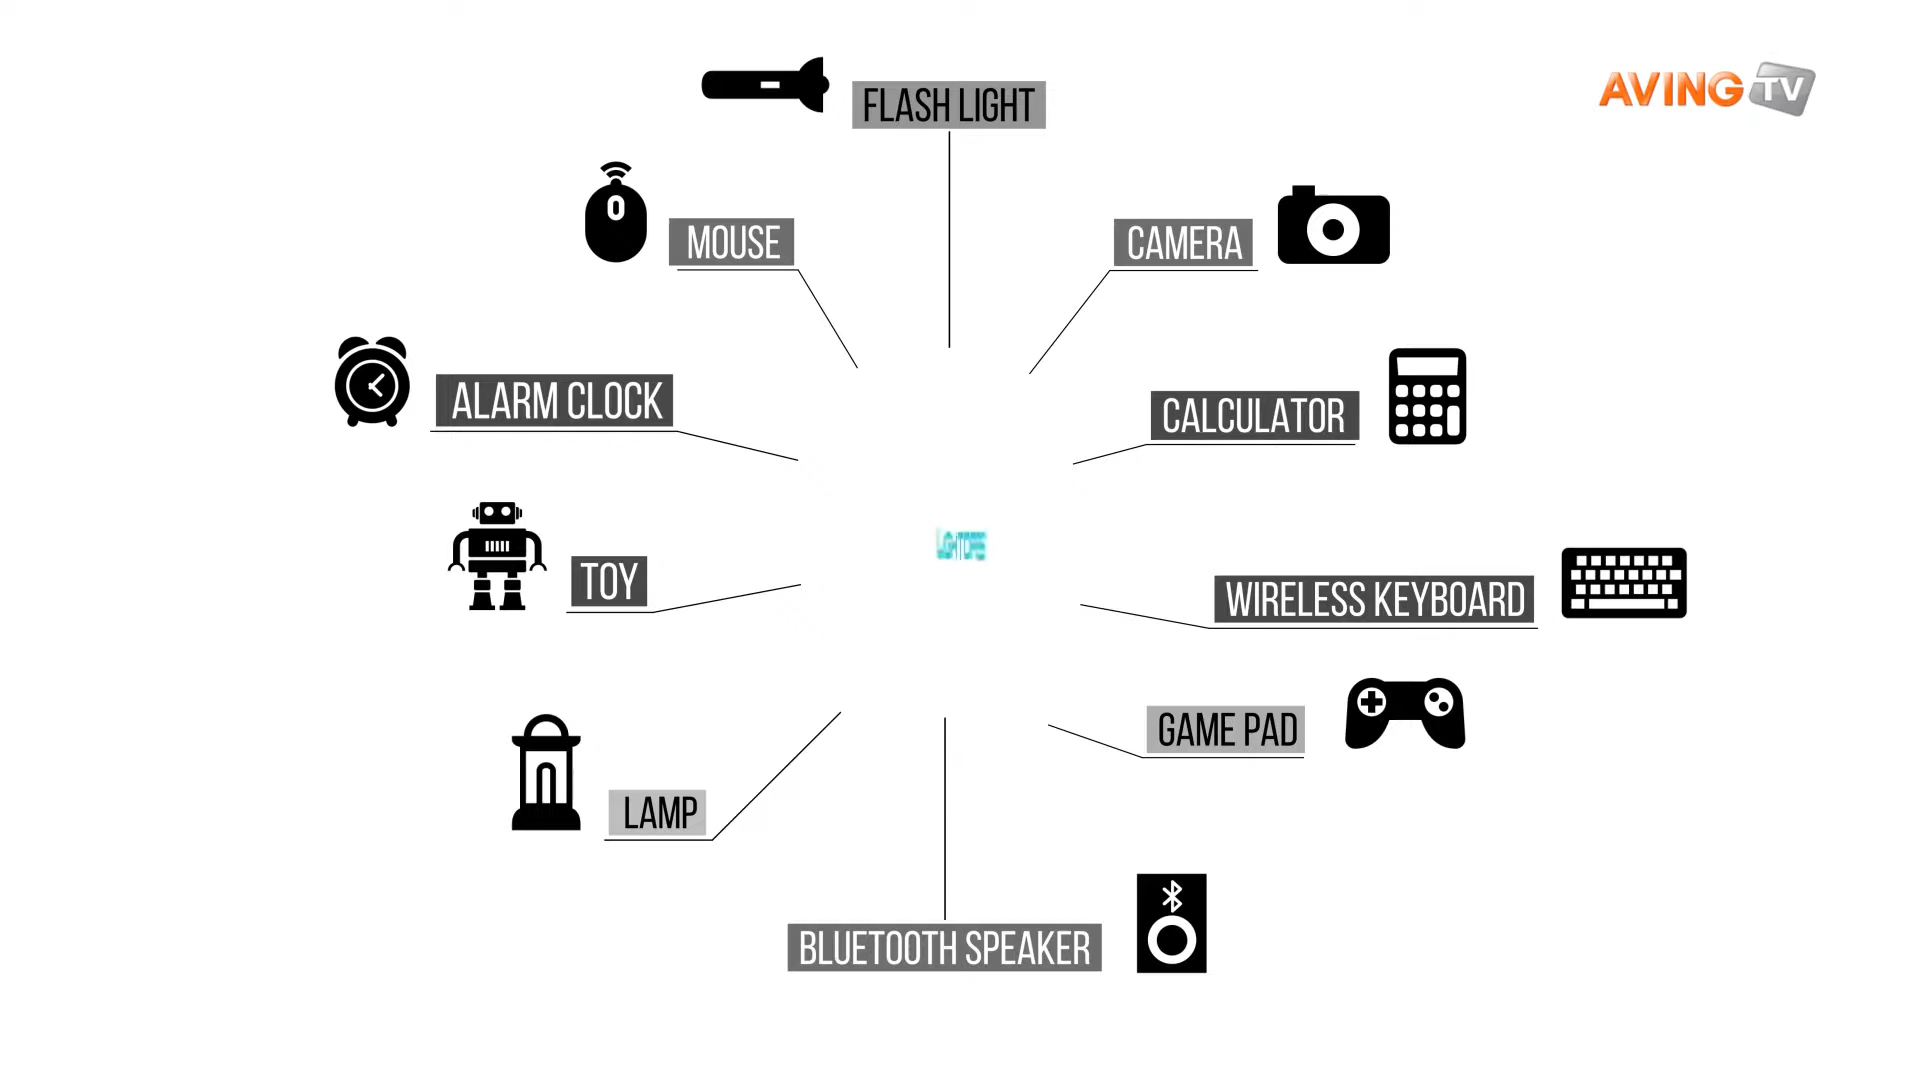 FLASH LIGHT
AVING TV
MOUSE
CAMERA
ALARM CLOCK
CALCULATOR
TOY
WIRELESS KEYBOARD
GAME PAD
LAMP
BLUETOOTH SPEAKER